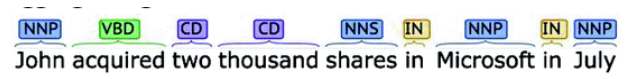 NNP VBD CD CD NNS IN NNP IN NNP
John acquired two thousand shares in Microsoft in July